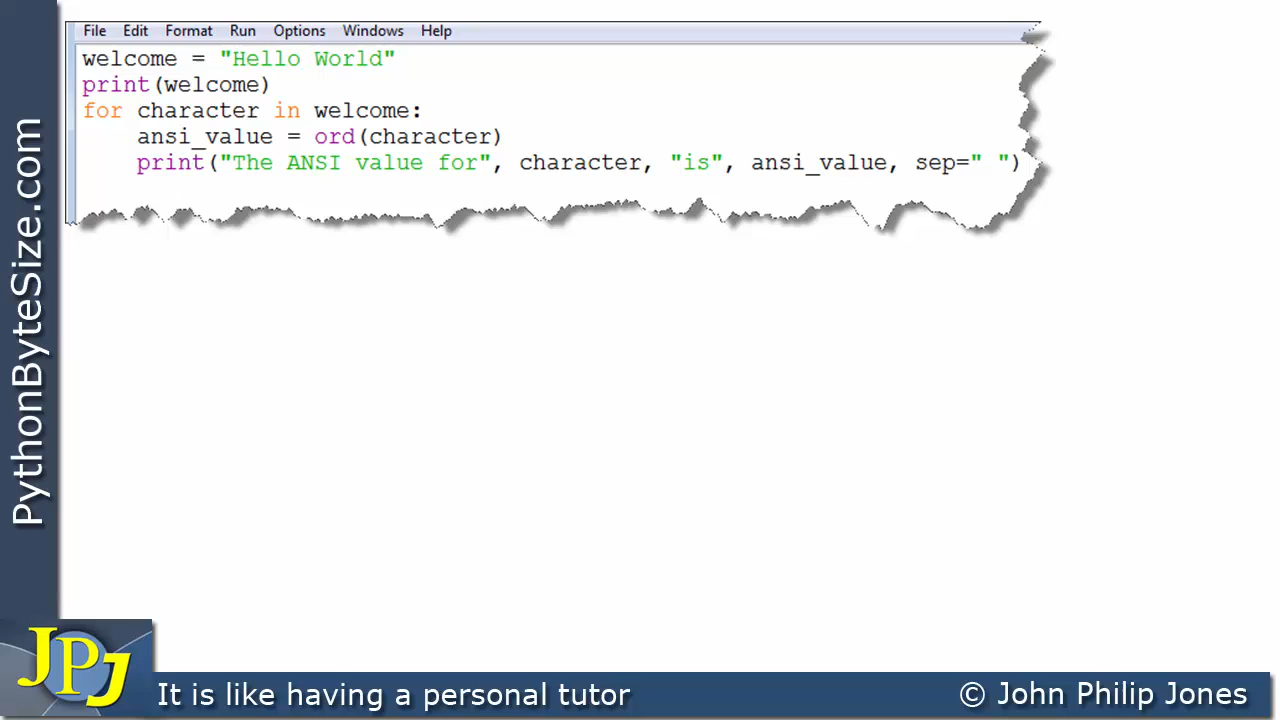 File Edit Format Run Options Windows Help
welcome = "Hello World"
print(welcome)
for character in welcome:
    ansi_value = ord(character)
    print("The ANSI value for", character, "is", ansi_value, sep=" ")
PythonByteSize.com
JPJ
It is like having a personal tutor
© John Philip Jones